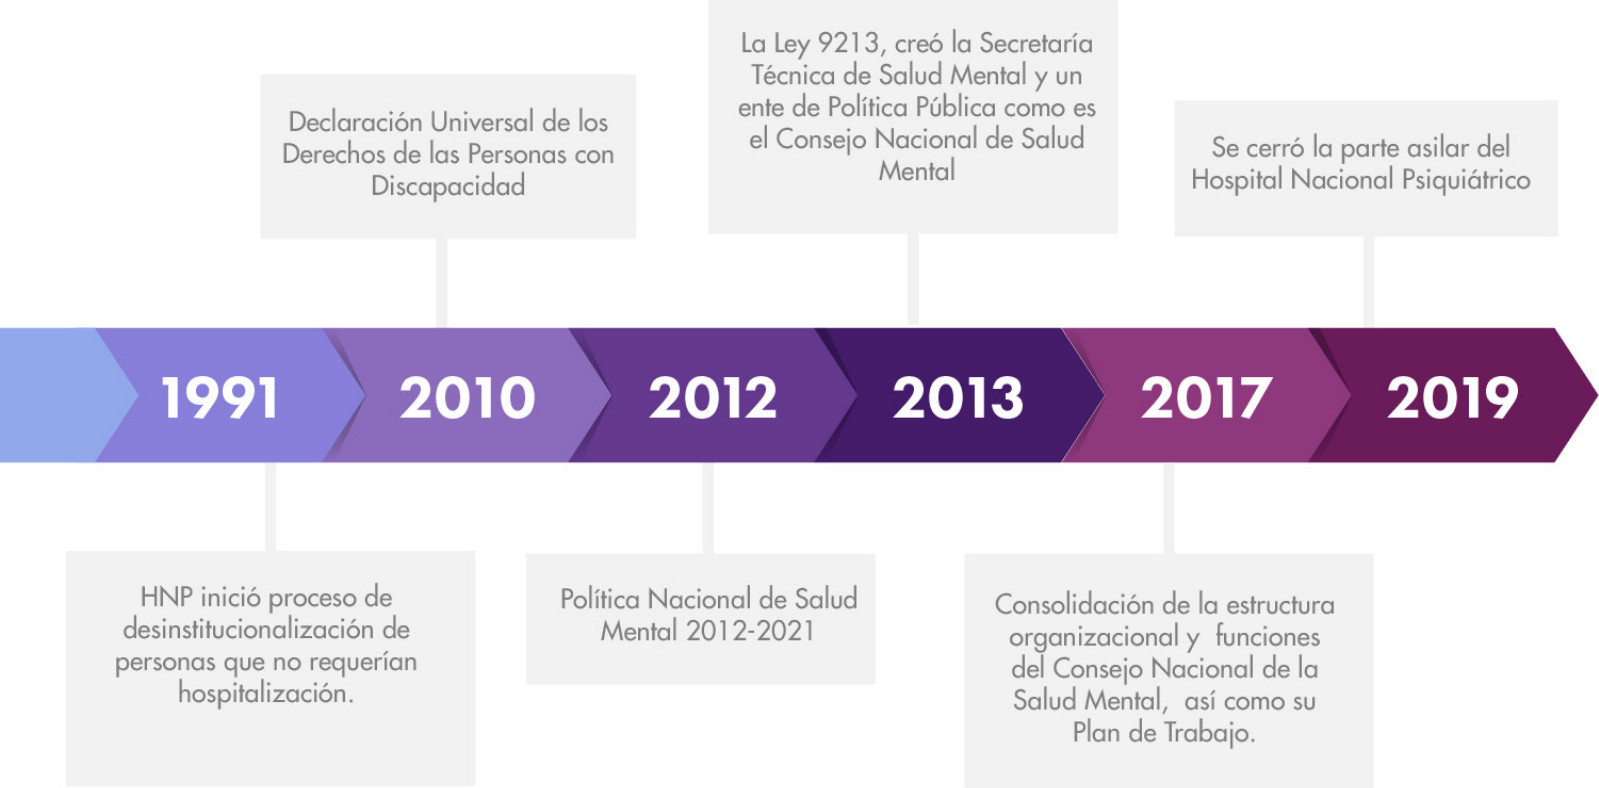 La Ley 9213, creó la Secretaría
Técnica de Salud Mental y un
ente de Política Pública como es
el Consejo Nacional de Salud
Mental
Declaración Universal de los
Derechos de las Personas con
Discapacidad
Se cerró la parte asilar del
Hospital Nacional Psiquiátrico
1991
2010
2012
2013
2017
2019
HNP inició proceso de
desinstitucionalización de
personas que no requerían
hospitalización.
Política Nacional de Salud
Mental 2012-2021
Consolidación de la estructura
organizacional y funciones
del Consejo Nacional de la
Salud Mental, así como su
Plan de Trabajo.